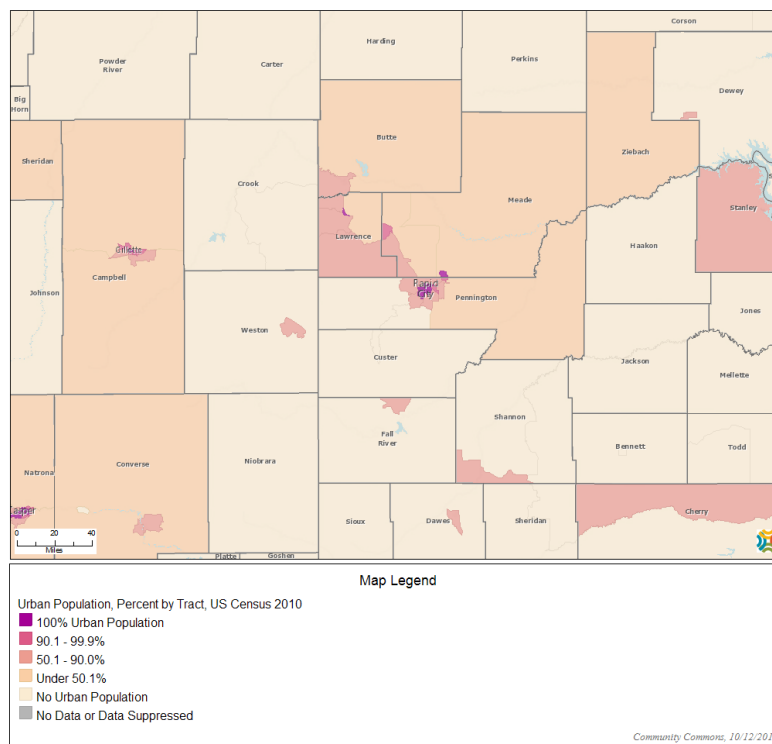 Corson
Harding
Powder
River
Carter
Perkins
Dewey
Big
Horn
Butte
Sheridan
Ziebach
Crook
Meade
Stanley
Lawrence
Haakon
Gillette
Campbell
Johnson
Rapid
City
Pennington
Jones
Weston
Custer
Jackson
Mellette
Shannon
Fall
River
Bennett
Todd
Niobrara
Converse
Natrona
Cherry
Sioux
Dawes
Sheridan
0 20 40
Miles
Platte
Goshen
Map Legend
Urban Population, Percent by Tract, US Census 2010
100% Urban Population
90.1 - 99.9%
50.1 - 90.0%
Under 50.1%
No Urban Population
No Data or Data Suppressed
Community Commons, 10/12/201